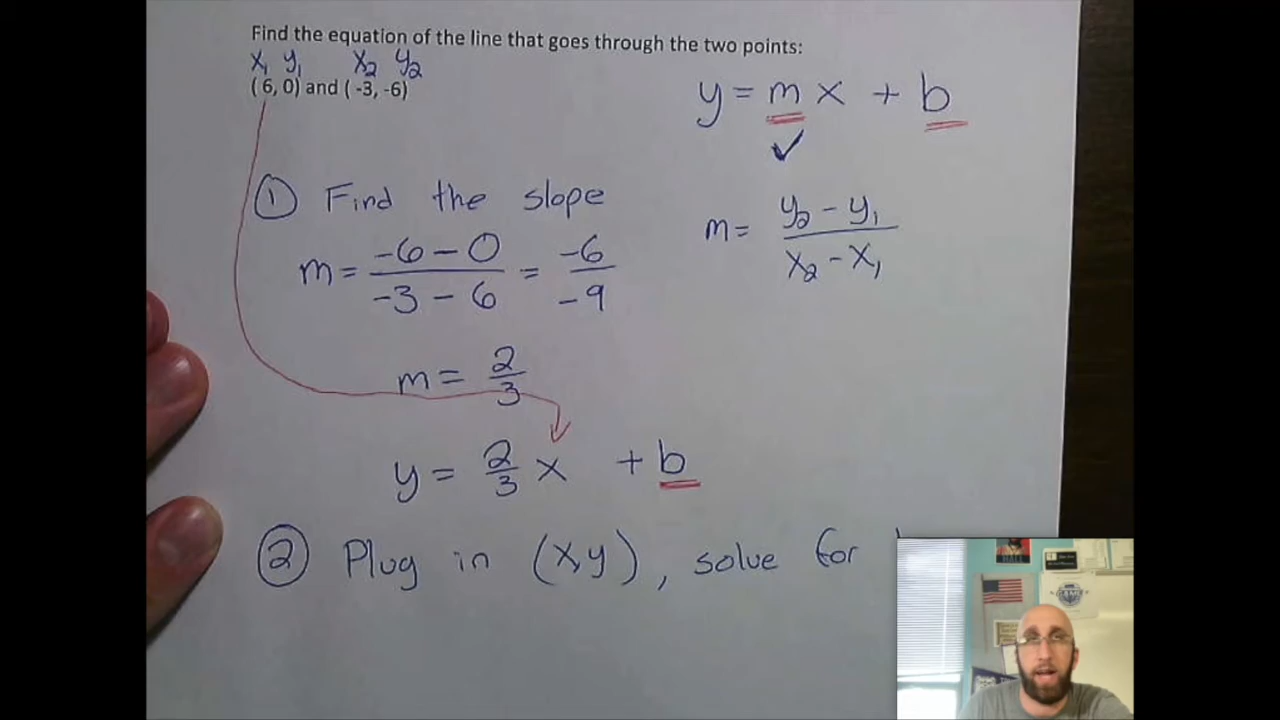 Find the equation of the line that goes through the two points:
x₁ y₁ x₂ y₂
( 6, 0) and ( -3, -6)
y = m x + b
✓
① Find the slope
m = (y₂ - y₁)/(x₂ - x₁)
m = (-6 - 0)/(-3 - 6) = -6/-9
m = 2/3
y = 2/3 x + b
② Plug in (x,y), solve for